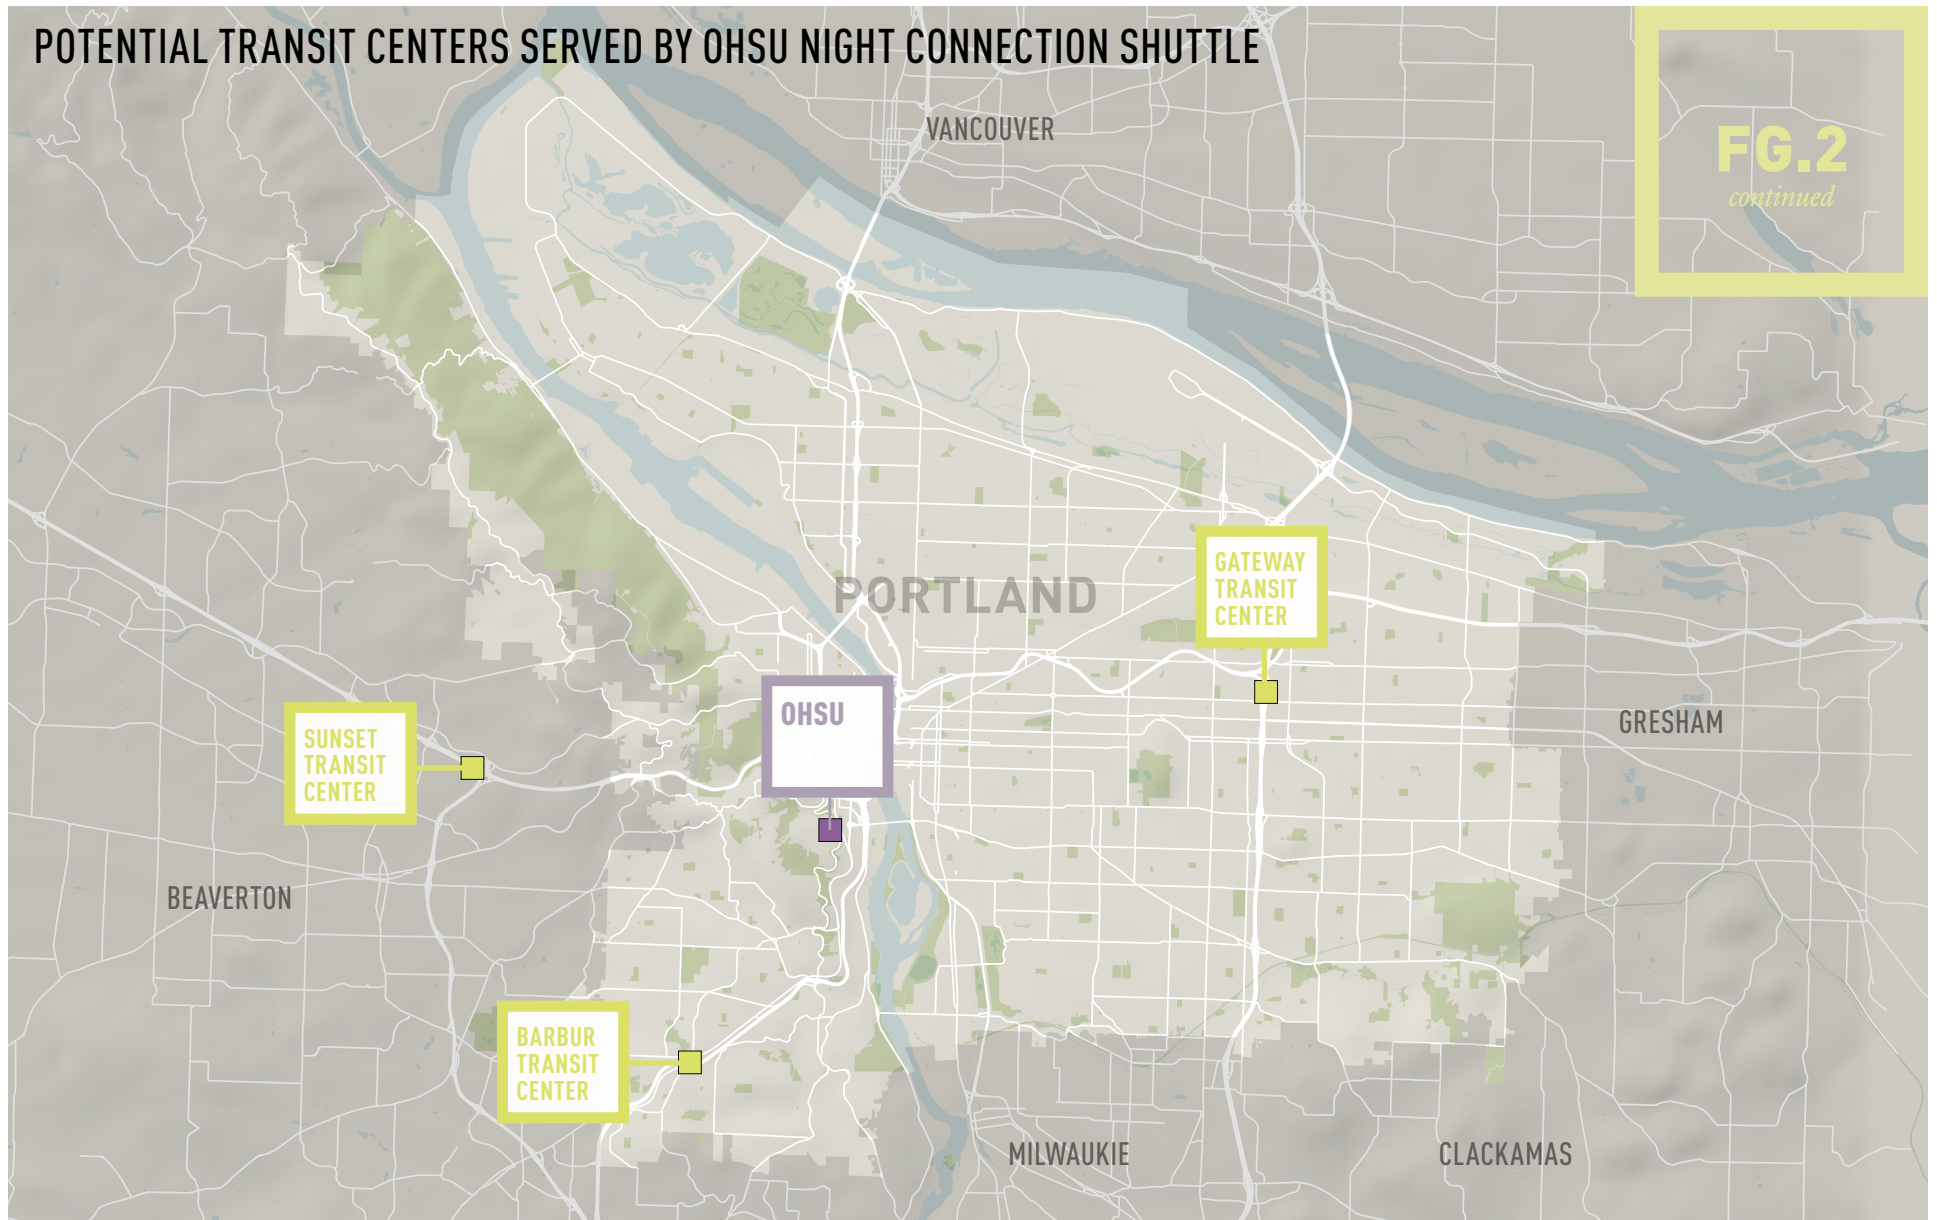 POTENTIAL TRANSIT CENTERS SERVED BY OHSU NIGHT CONNECTION SHUTTLE
FG.2
continued
VANCOUVER
PORTLAND
GATEWAY
TRANSIT
CENTER
OHSU
SUNSET
TRANSIT
CENTER
GRESHAM
BEAVERTON
BARBUR
TRANSIT
CENTER
MILWAUKIE
CLACKAMAS